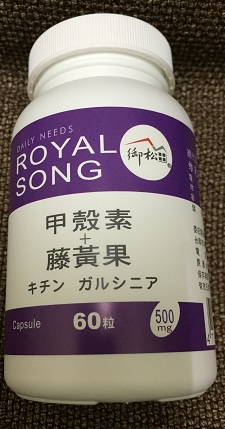 DAILY NEEDS
ROYAL
SONG
御松
甲殼素
+
藤黃果
キチン ガルシニア
Capsule
60粒
500
mg